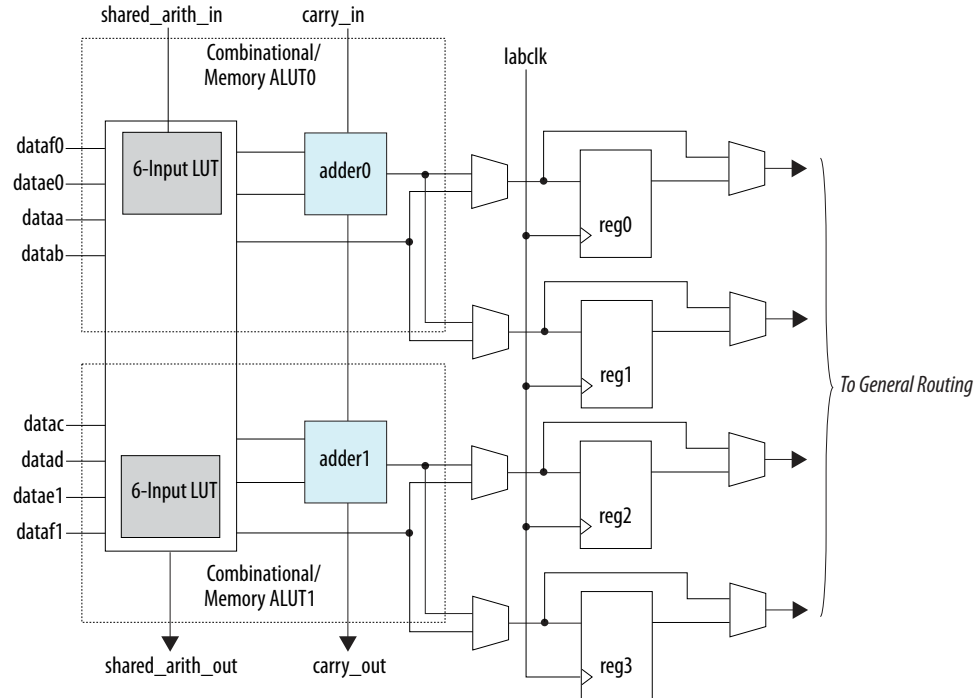 shared_arith_in
carry_in
Combinational/
Memory ALUT0
labclk
dataf0
datae0
dataa
datab
6-Input LUT
adder0
reg0
reg1
To General Routing
datac
datad
datae1
dataf1
6-Input LUT
adder1
reg2
Combinational/
Memory ALUT1
reg3
shared_arith_out
carry_out